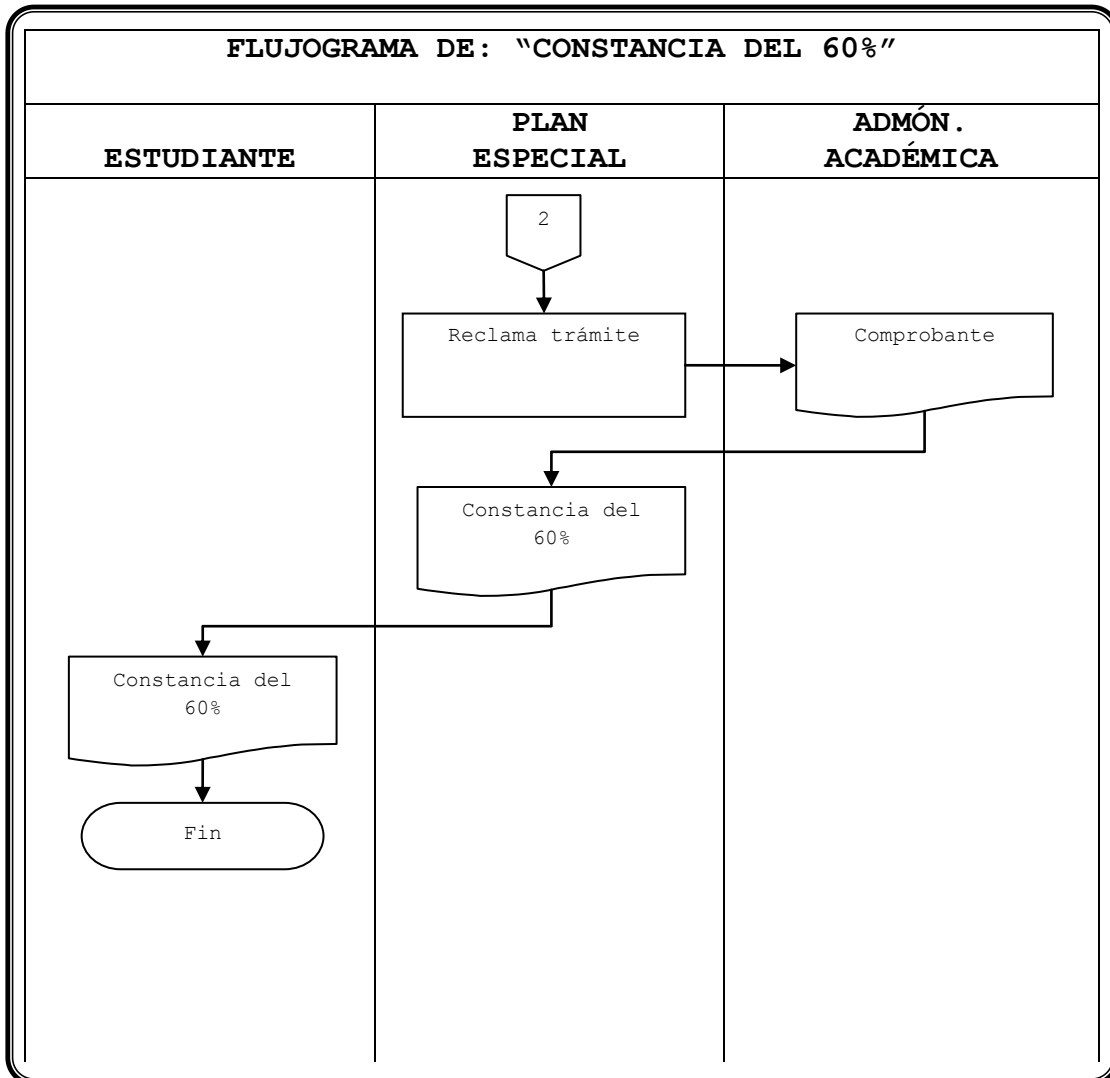 FLUJOGRAMA DE: “CONSTANCIA DEL 60%”
ESTUDIANTE
PLAN
ESPECIAL
ADMÓN.
ACADÉMICA
2
Reclama trámite
Comprobante
Constancia del
60%
Constancia del
60%
Fin